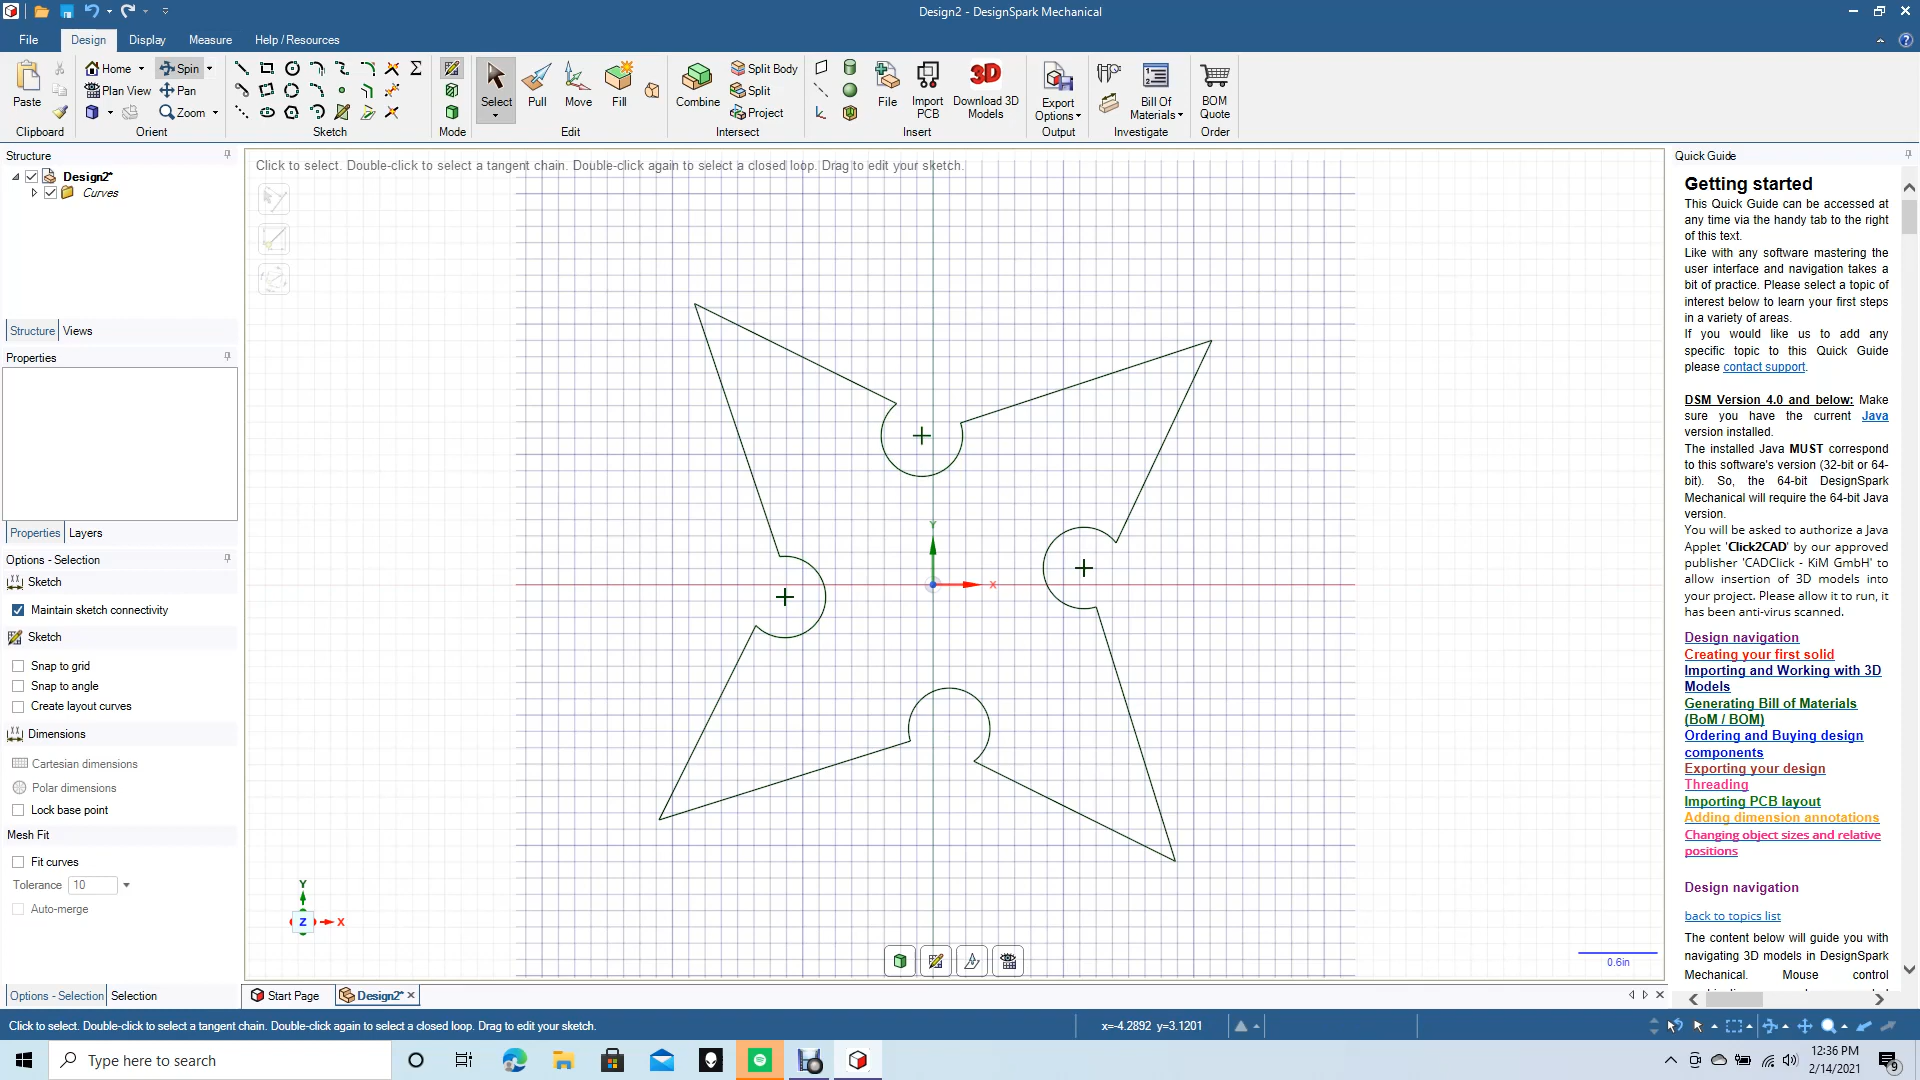 Design2 - DesignSpark Mechanical
File
Design
Display
Measure
Help / Resources
Paste
Home
Spin
Plan View
Pan
Zoom
Select
Pull
Move
Fill
Combine
Split Body
Split
Project
File
Import
PCB
Download 3D
Models
3D
Export
Options
Bill Of
Materials
BOM
Quote
Clipboard
Orient
Sketch
Mode
Edit
Intersect
Insert
Output
Investigate
Order
Structure
Design2*
Curves
Structure
Views
Properties
Properties
Layers
Options - Selection
Sketch
Maintain sketch connectivity
Sketch
Snap to grid
Snap to angle
Create layout curves
Dimensions
Cartesian dimensions
Polar dimensions
Lock base point
Mesh Fit
Fit curves
Tolerance 10
Auto-merge
Options - Selection
Selection
Click to select. Double-click to select a tangent chain. Double-click again to select a closed loop. Drag to edit your sketch.
Y
X
Y
Z
X
0.6in
Start Page
Design2*
Quick Guide
Getting started
This Quick Guide can be accessed at
any time via the handy tab to the right
of this text.
Like with any software mastering the
user interface and navigation takes a
bit of practice. Please select a topic of
interest below to learn your first steps
in a variety of areas.
If you would like us to add any
specific topic to this Quick Guide
please contact support.
DSM Version 4.0 and below: Make
sure you have the current Java
version installed.
The installed Java MUST correspond
to this software's version (32-bit or 64-
bit). So, the 64-bit DesignSpark
Mechanical will require the 64-bit Java
version.
You will be asked to authorize a Java
Applet 'Click2CAD' by our approved
publisher 'CADClick - KiM GmbH' to
allow insertion of 3D models into
your project. Please allow it to run, it
has been anti-virus scanned.
Design navigation
Creating your first solid
Importing and Working with 3D
Models
Generating Bill of Materials
(BoM / BOM)
Ordering and Buying design
components
Exporting your design
Threading
Importing PCB layout
Adding dimension annotations
Changing object sizes and relative
positions
Design navigation
back to topics list
The content below will guide you with
navigating 3D models in DesignSpark
Mechanical. Mouse control
Click to select. Double-click to select a tangent chain. Double-click again to select a closed loop. Drag to edit your sketch.
x=-4.2892 y=3.1201
Type here to search
12:36 PM
2/14/2021
9